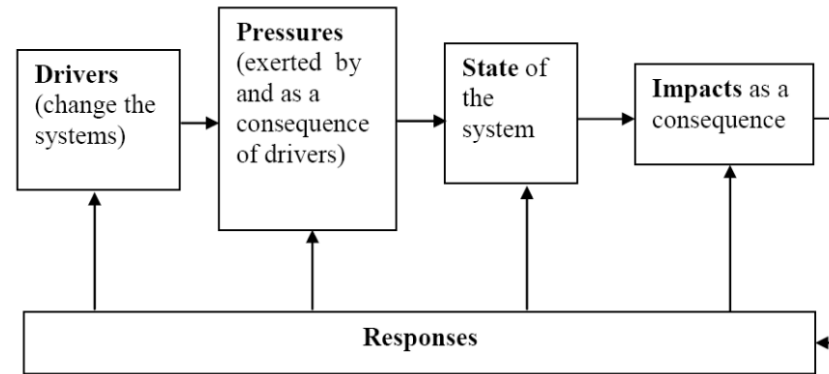 Drivers
(change the
systems)
Pressures
(exerted by
and as a
consequence
of drivers)
State of
the
system
Impacts as a
consequence
Responses